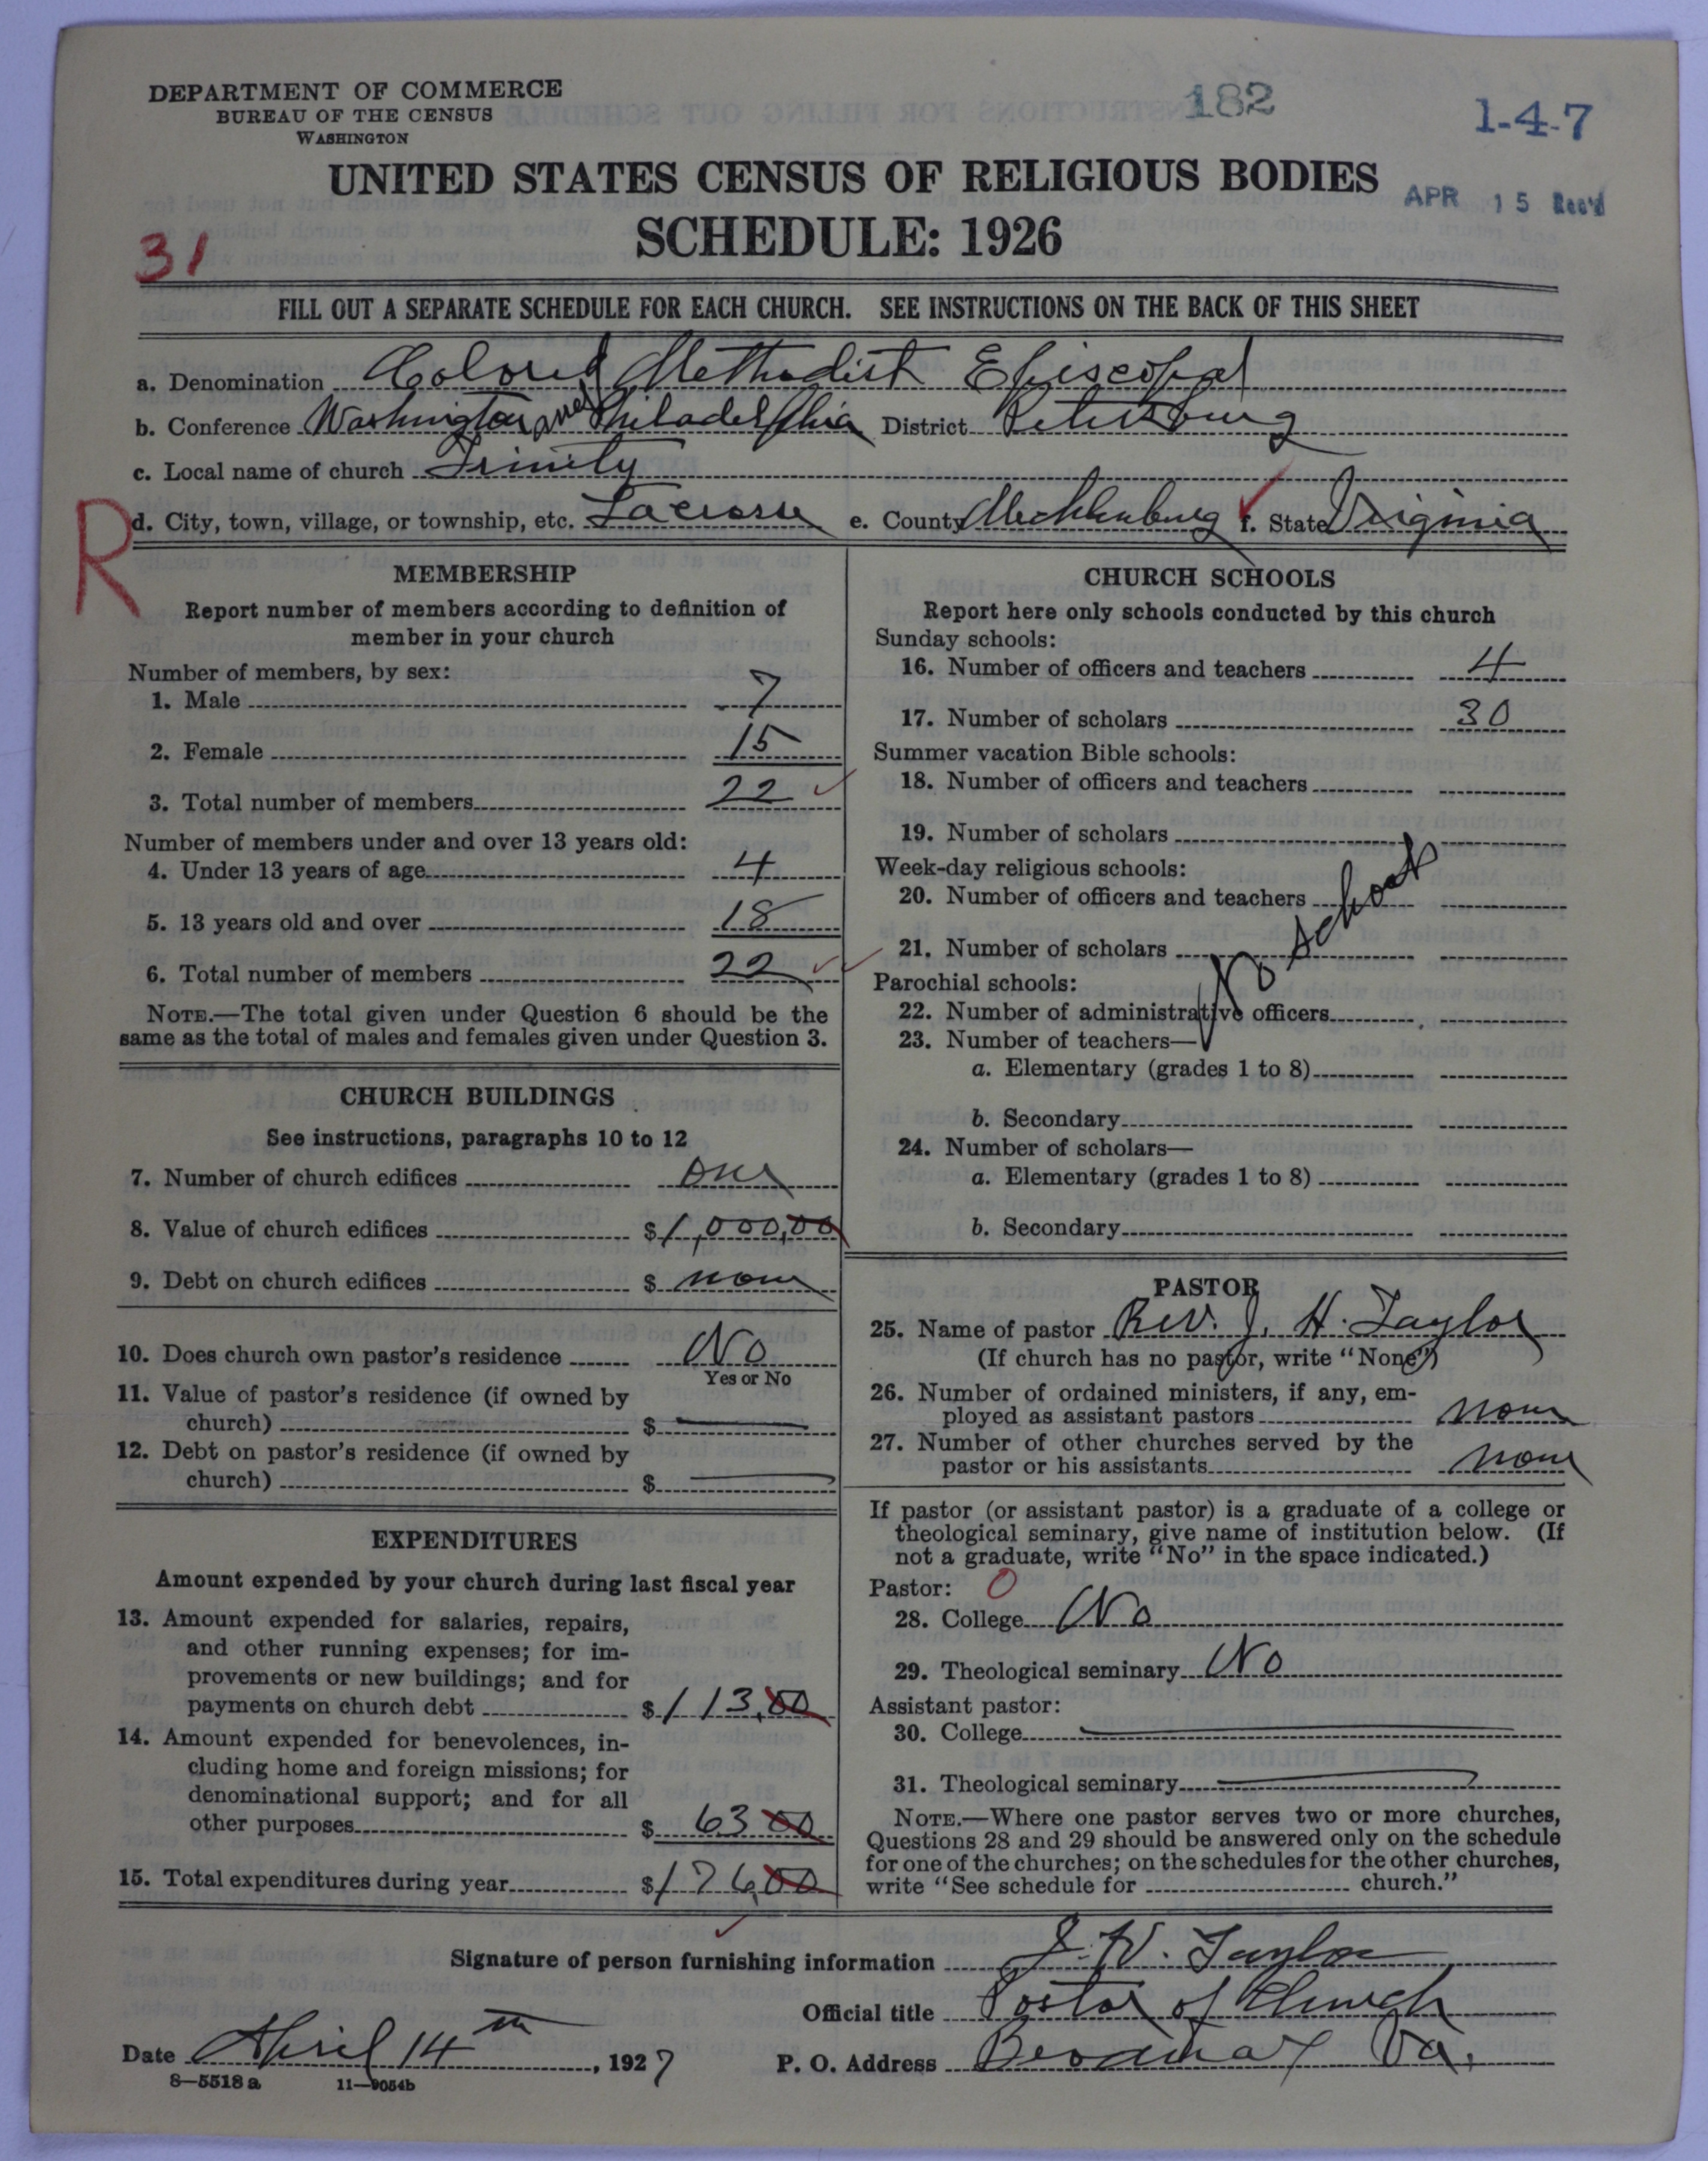 DEPARTMENT OF COMMERCE
BUREAU OF THE CENSUS
WASHINGTON
182
1-4-7
UNITED STATES CENSUS OF RELIGIOUS BODIES
APR 15 Rec'd
SCHEDULE: 1926
31
FILL OUT A SEPARATE SCHEDULE FOR EACH CHURCH. SEE INSTRUCTIONS ON THE BACK OF THIS SHEET
a. Denomination Colored Methodist Episcopal
b. Conference Washington and Philadelphia District Petersburg
c. Local name of church Trinity
R
d. City, town, village, or township, etc. Lacrosse e. County Mecklenburg f. State Virginia
MEMBERSHIP
Report number of members according to definition of
member in your church
Number of members, by sex:
1. Male 7
2. Female 15
3. Total number of members 22
Number of members under and over 13 years old:
4. Under 13 years of age 4
5. 13 years old and over 18
6. Total number of members 22
NOTE.—The total given under Question 6 should be the
same as the total of males and females given under Question 3.
CHURCH BUILDINGS
See instructions, paragraphs 10 to 12
7. Number of church edifices one
8. Value of church edifices $1,000,00
9. Debt on church edifices $ none
10. Does church own pastor's residence No
Yes or No
11. Value of pastor's residence (if owned by
church) $
12. Debt on pastor's residence (if owned by
church) $
EXPENDITURES
Amount expended by your church during last fiscal year
13. Amount expended for salaries, repairs,
and other running expenses; for im-
provements or new buildings; and for
payments on church debt $113,00
14. Amount expended for benevolences, in-
cluding home and foreign missions; for
denominational support; and for all
other purposes $ 63 00
15. Total expenditures during year $176,00
CHURCH SCHOOLS
Report here only schools conducted by this church
Sunday schools:
16. Number of officers and teachers 4
17. Number of scholars 30
Summer vacation Bible schools:
18. Number of officers and teachers
19. Number of scholars
Week-day religious schools:
20. Number of officers and teachers
21. Number of scholars
No School
Parochial schools:
22. Number of administrative officers
23. Number of teachers—
a. Elementary (grades 1 to 8)
b. Secondary
24. Number of scholars—
a. Elementary (grades 1 to 8)
b. Secondary
PASTOR
25. Name of pastor Rev. J. H. Taylor
(If church has no pastor, write "None")
26. Number of ordained ministers, if any, em-
ployed as assistant pastors none
27. Number of other churches served by the
pastor or his assistants none
If pastor (or assistant pastor) is a graduate of a college or
theological seminary, give name of institution below. (If
not a graduate, write "No" in the space indicated.)
Pastor: 0
28. College No
29. Theological seminary No
Assistant pastor:
30. College
31. Theological seminary
NOTE.—Where one pastor serves two or more churches,
Questions 28 and 29 should be answered only on the schedule
for one of the churches; on the schedules for the other churches,
write "See schedule for church."
Signature of person furnishing information J. H. Taylor
Official title Pastor of Church
Date April 14th, 1927 P. O. Address Va.
8—5518 a 11—9054b